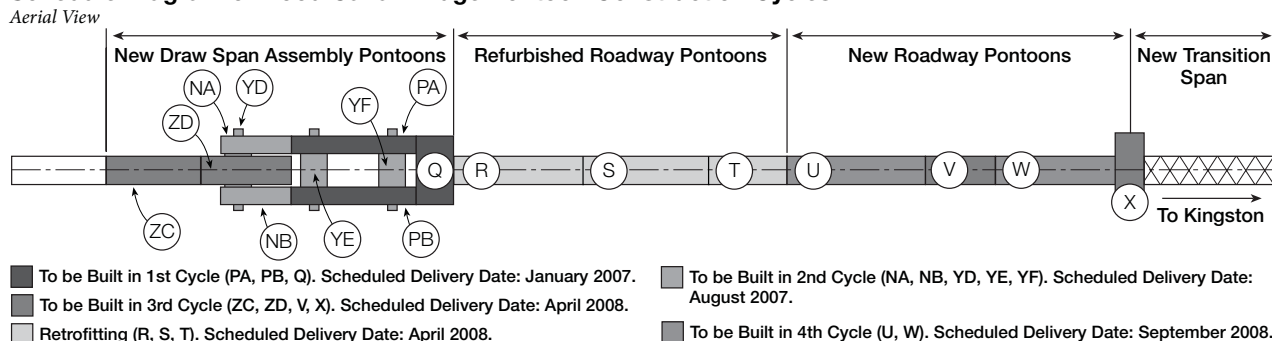 Aerial View
New Draw Span Assembly Pontoons
Refurbished Roadway Pontoons
New Roadway Pontoons
New Transition
Span
NA
YD
PA
YF
ZD
Q
R
S
T
U
V
W
X
To Kingston
ZC
NB
YE
PB
To be Built in 1st Cycle (PA, PB, Q). Scheduled Delivery Date: January 2007.
To be Built in 3rd Cycle (ZC, ZD, V, X). Scheduled Delivery Date: April 2008.
Retrofitting (R, S, T). Scheduled Delivery Date: April 2008.
To be Built in 2nd Cycle (NA, NB, YD, YE, YF). Scheduled Delivery Date:
August 2007.
To be Built in 4th Cycle (U, W). Scheduled Delivery Date: September 2008.